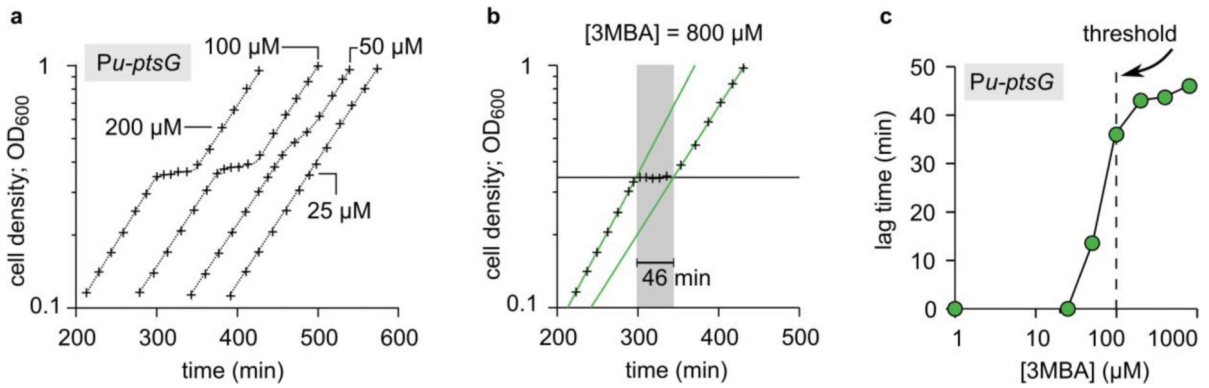 a
Pu-ptsG
100 µM
50 µM
200 µM
25 µM
1
0.1
cell density; OD600
200 300 400 500 600
time (min)
b
[3MBA] = 800 µM
1
0.1
cell density; OD600
46 min
200 300 400 500
time (min)
c
threshold
Pu-ptsG
50
40
30
20
10
0
lag time (min)
1 10 100 1000
[3MBA] (µM)